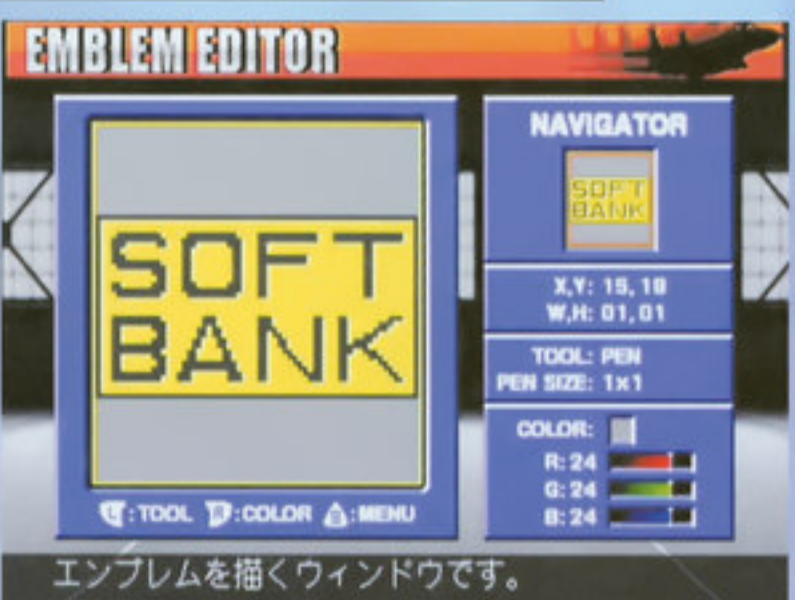 EMBLEM EDITOR
SOFT
BANK
NAVIGATOR
SOFT
BANK
X,Y: 15, 18
W,H: 01,01
TOOL: PEN
PEN SIZE: 1x1
COLOR:
R: 24
G: 24
B: 24
L:TOOL R:COLOR B:MENU
エンブレムを描くウィンドウです。